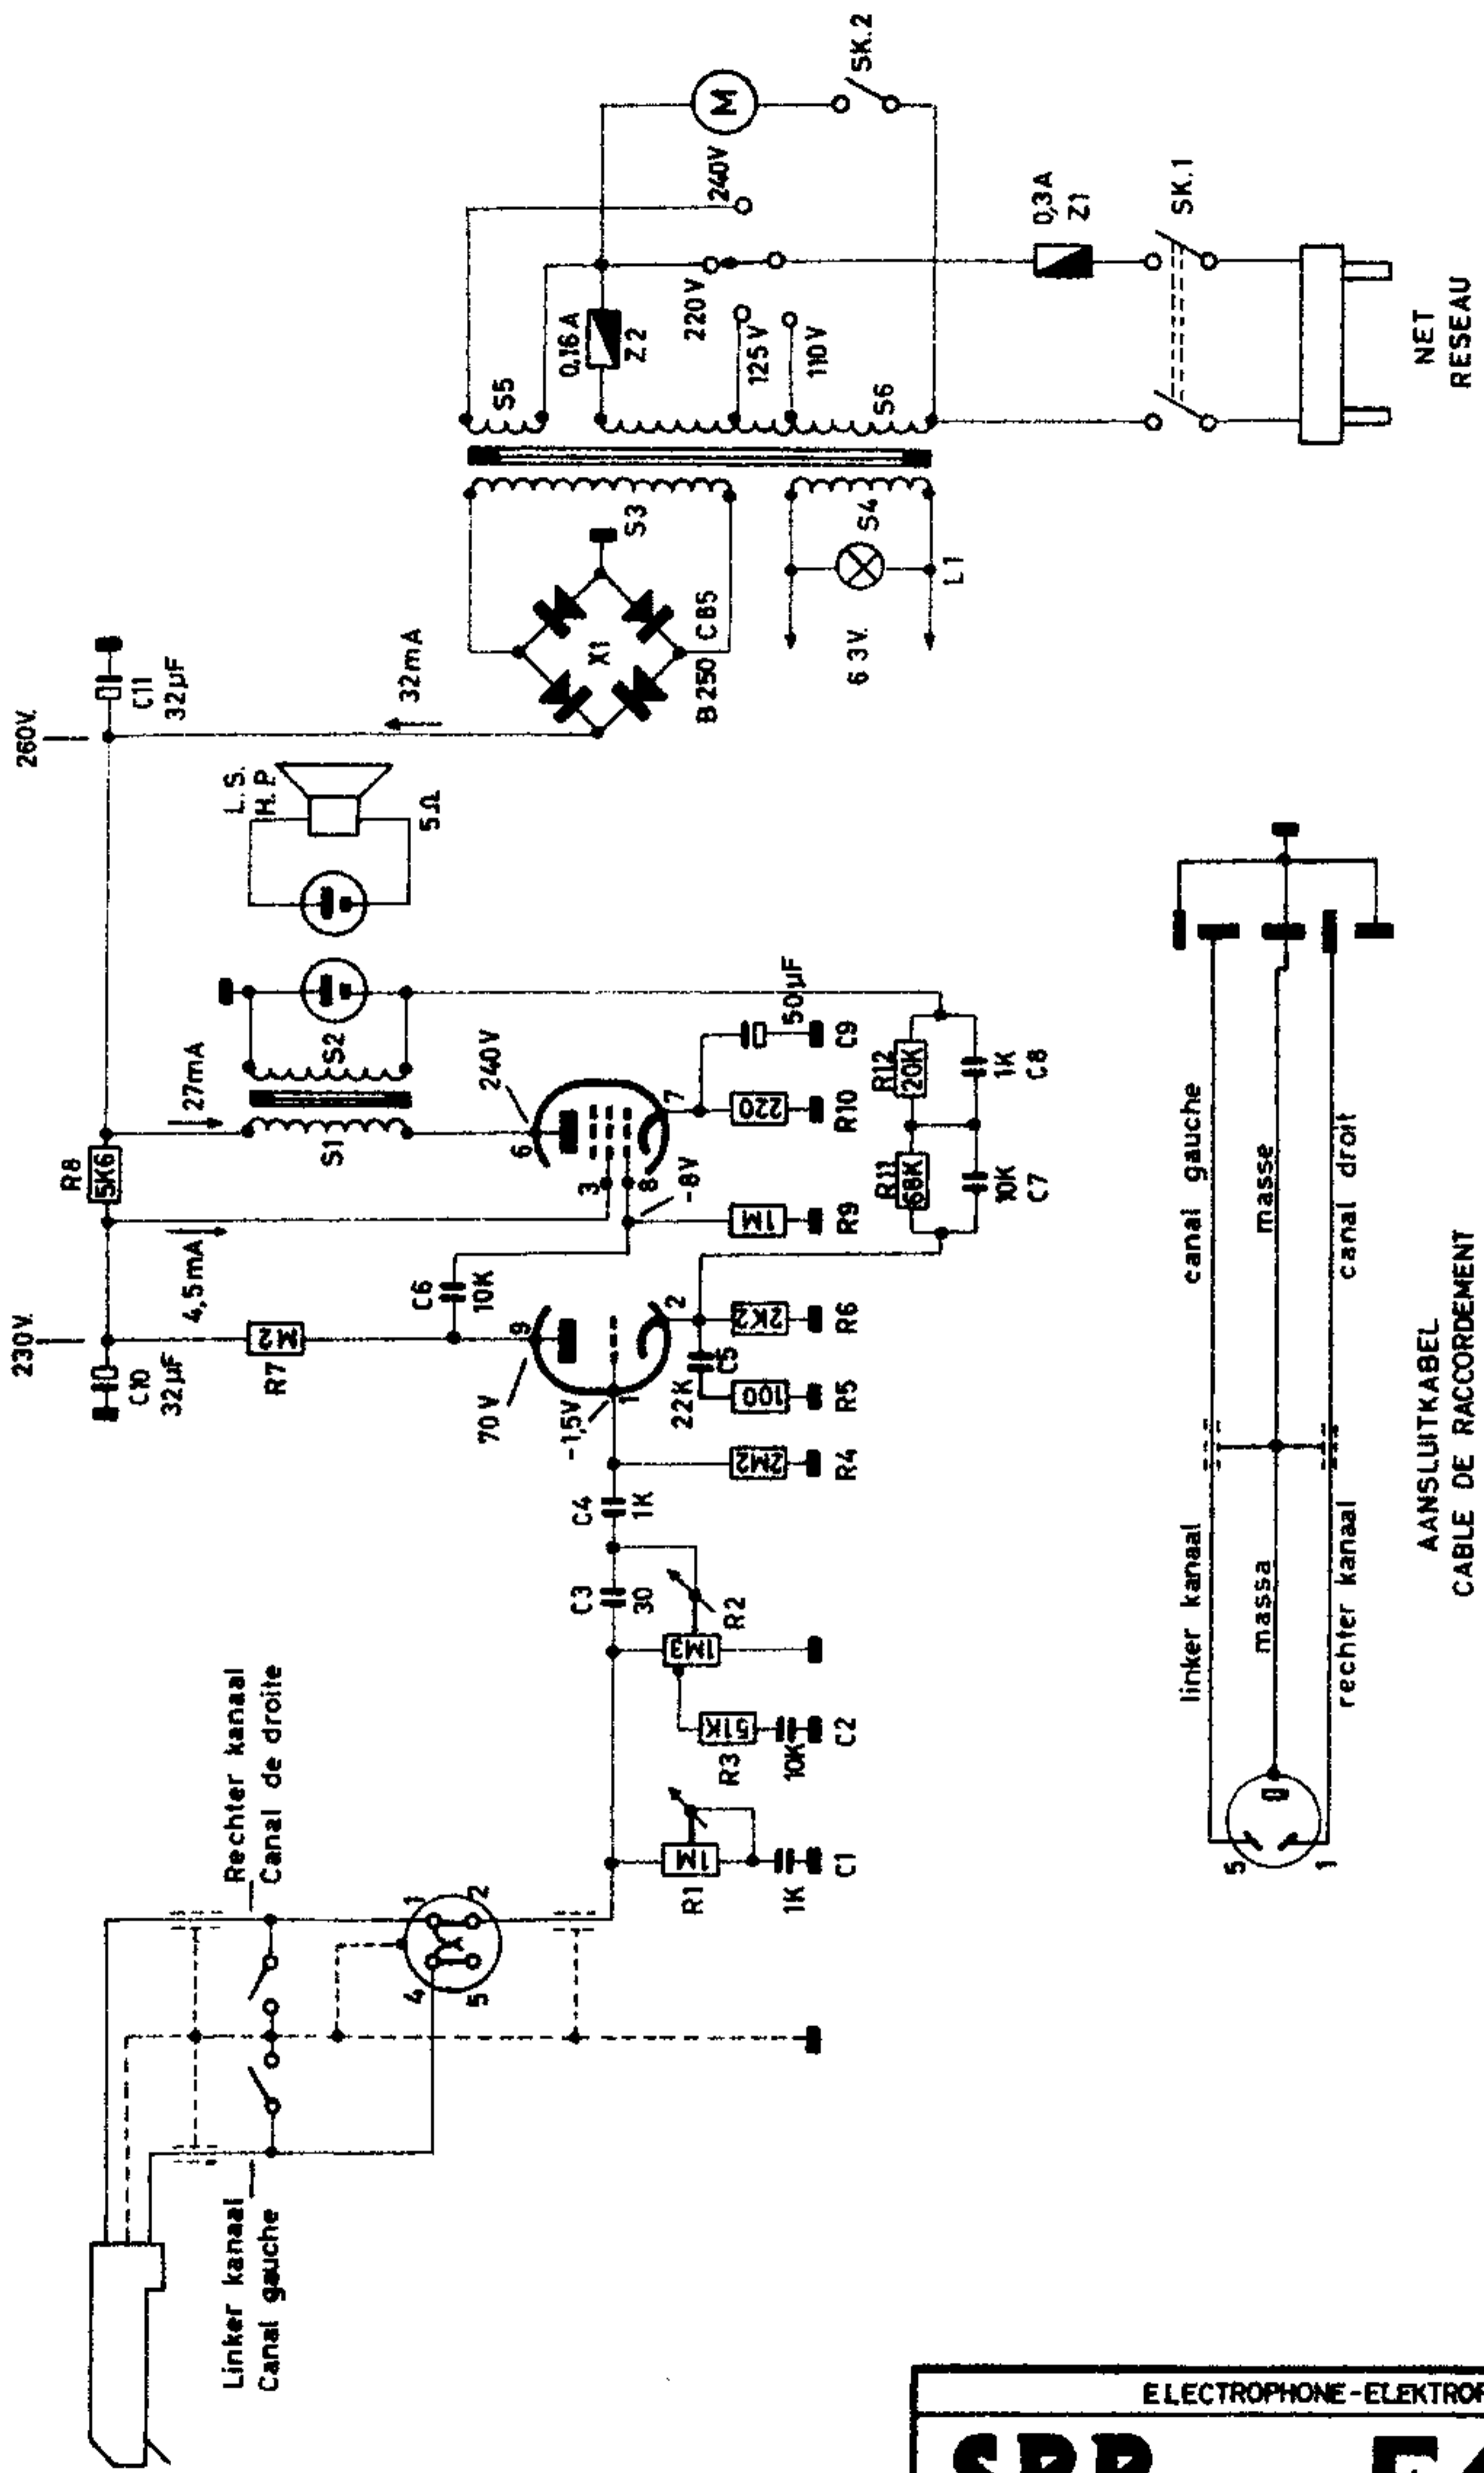 Linker kanaal
Canal gauche
Rechter kanaal
Canal de droite
1
2
4
5
R1
1M
1K
C1
R3
51K
10K
C2
1M3
R2
C3
30
C4
1K
2M2
R4
-1,5V
1
70V
9
2
22K
C5
100
R5
2K2
R6
230V.
C10
32µF
M2
R7
4,5mA
C6
10K
R8
5K6
27mA
S1
S2
240V
6
3
8
7
-8V
1M
R9
220
R10
50µF
C9
R11
68K
10K
C7
R12
20K
1K
C8
L.S.
H.P.
5Ω
260V.
C11
32µF
32mA
X1
B250 C85
S3
6 3V.
S4
L1
S5
S6
0,16A
Z2
220V
240V
125V
110V
M
SK.2
0,3A
Z1
SK.1
NET
RESEAU
5
1
linker kanaal
canal gauche
massa
masse
rechter kanaal
canal droit
AANSLUITKABEL
CABLE DE RACCORDEMENT